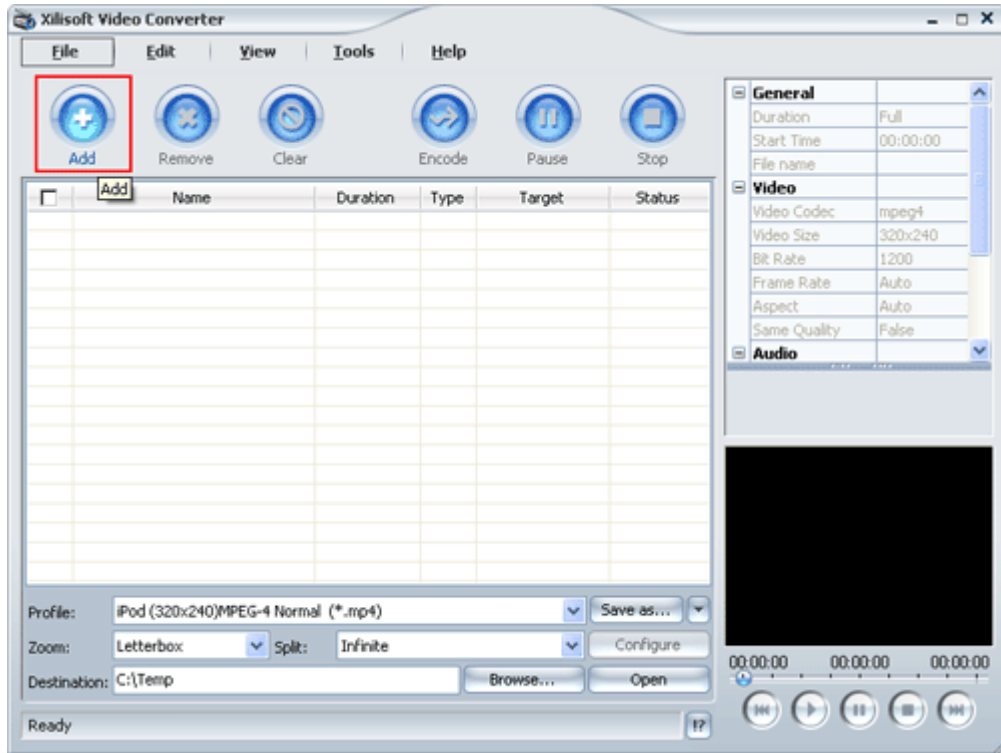 Xilisoft Video Converter
File Edit View Tools Help
Add Remove Clear Encode Pause Stop
Add
Name Duration Type Target Status
General
Duration Full
Start Time 00:00:00
File name
Video
Video Codec mpeg4
Video Size 320x240
Bit Rate 1200
Frame Rate Auto
Aspect Auto
Same Quality False
Audio
Profile: iPod (320x240)MPEG-4 Normal (*.mp4) Save as...
Zoom: Letterbox Split: Infinite Configure
Destination: C:\Temp Browse... Open
00:00:00 00:00:00 00:00:00
Ready !?